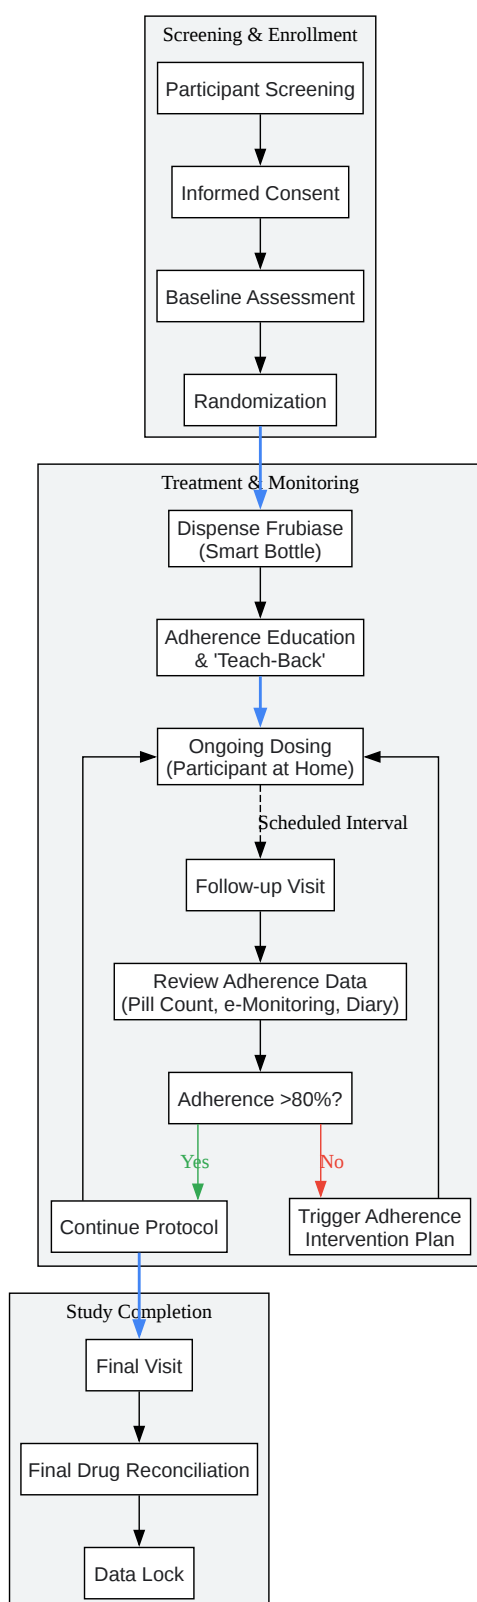 Screening & Enrollment
Participant Screening
Informed Consent
Baseline Assessment
Randomization
Treatment & Monitoring
Dispense Frubiase
(Smart Bottle)
Adherence Education
& 'Teach-Back'
Ongoing Dosing
(Participant at Home)
Scheduled Interval
Follow-up Visit
Review Adherence Data
(Pill Count, e-Monitoring, Diary)
Adherence >80%?
Yes
No
Continue Protocol
Trigger Adherence
Intervention Plan
Study Completion
Final Visit
Final Drug Reconciliation
Data Lock